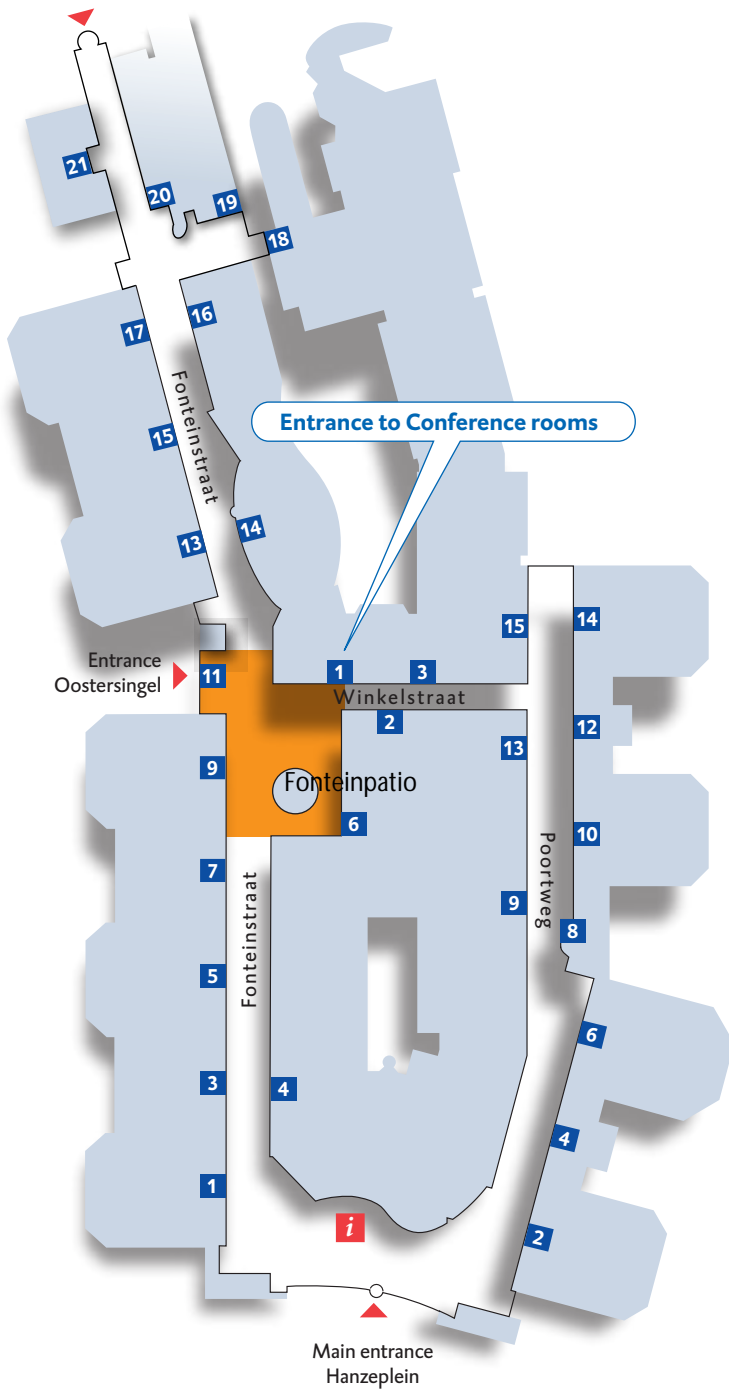 21
20
19
18
16
17
Fonteinstraat
Entrance to Conference rooms
15
14
13
15
14
Entrance
Oostersingel
11
1
3
Winkelstraat
2
12
13
9
Fonteinpatio
6
10
7
Fonteinstraat
Poortweg
9
8
5
6
3
4
4
1
i
2
Main entrance
Hanzeplein